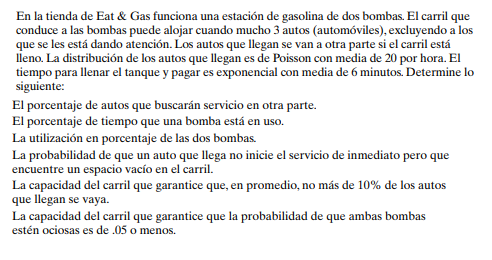 En la tienda de Eat & Gas funciona una estación de gasolina de dos bombas. El carril que
conduce a las bombas puede alojar cuando mucho 3 autos (automóviles), excluyendo a los
que se les está dando atención. Los autos que llegan se van a otra parte si el carril está
lleno. La distribución de los autos que llegan es de Poisson con media de 20 por hora. El
tiempo para llenar el tanque y pagar es exponencial con media de 6 minutos. Determine lo
siguiente:
El porcentaje de autos que buscarán servicio en otra parte.
El porcentaje de tiempo que una bomba está en uso.
La utilización en porcentaje de las dos bombas.
La probabilidad de que un auto que llega no inicie el servicio de inmediato pero que
encuentre un espacio vacío en el carril.
La capacidad del carril que garantice que, en promedio, no más de 10% de los autos
que llegan se vaya.
La capacidad del carril que garantice que la probabilidad de que ambas bombas
estén ociosas es de .05 o menos.